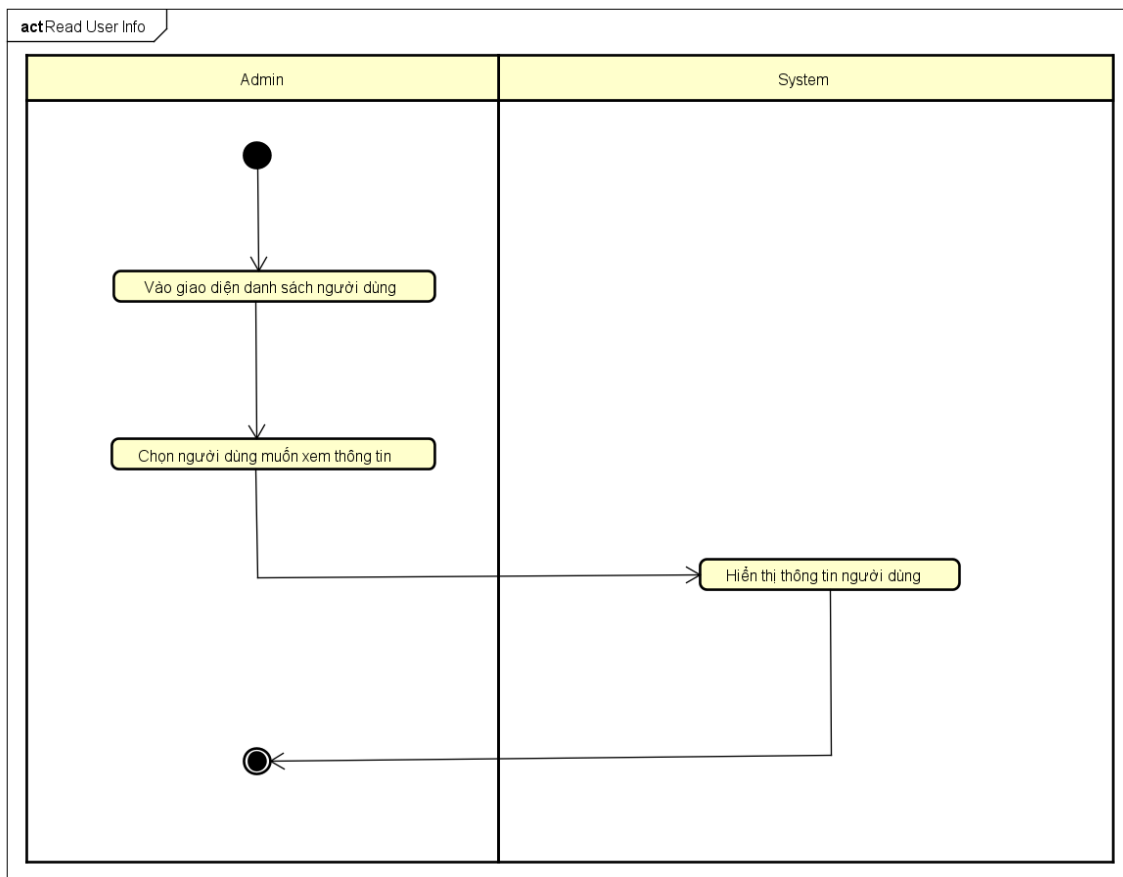 act Read User Info
Admin
System
Vào giao diện danh sách người dùng
Chọn người dùng muốn xem thông tin
Hiển thị thông tin người dùng